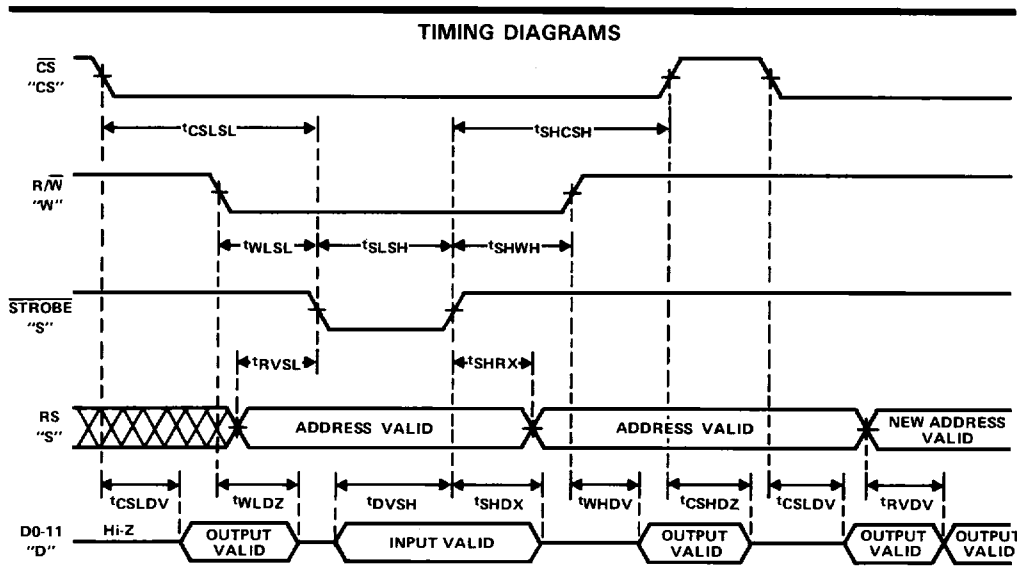 TIMING DIAGRAMS
CS
"CS"
tCSLSL
tSHCSH
R/W
"W"
tWLSL
tSLSH
tSHWH
STROBE
"S"
tRVSL
tSHRX
RS
"S"
ADDRESS VALID
ADDRESS VALID
NEW ADDRESS
VALID
tCSLDV
tWLDZ
tDVSH
tSHDX
tWHDV
tCSHDZ
tCSLDV
tRVDV
D0-11
"D"
Hi-Z
OUTPUT
VALID
INPUT VALID
OUTPUT
VALID
OUTPUT
VALID
OUTPUT
VALID